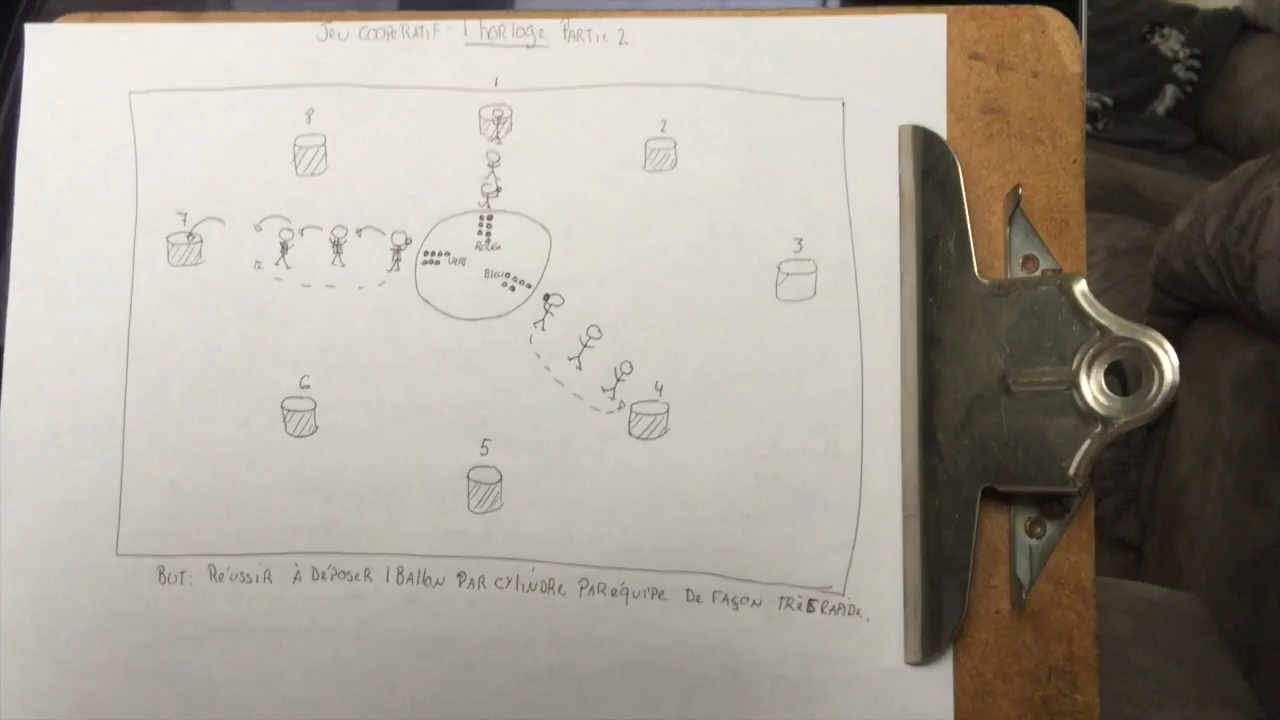 Jeu COOPéRATIF: l'horloge PARTie 2
1
8
2
7
3
Rouge
Vert
Bleu
6
4
5
BUT: Réussir à Déposer 1 Ballon PAR CYlindre Par équipe De FAÇon TRèS RAPIDe.